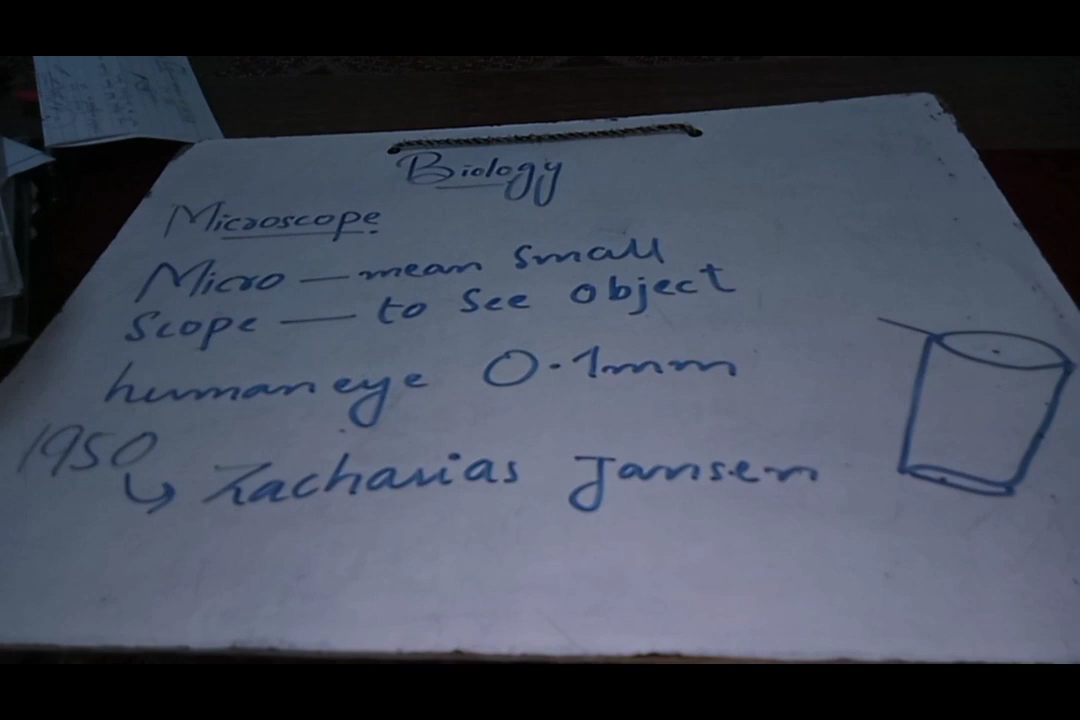 Biology
Microscope
Micro — mean small
Scope — to see object
human eye 0.1mm
1950
↳ Zacharias Jansen